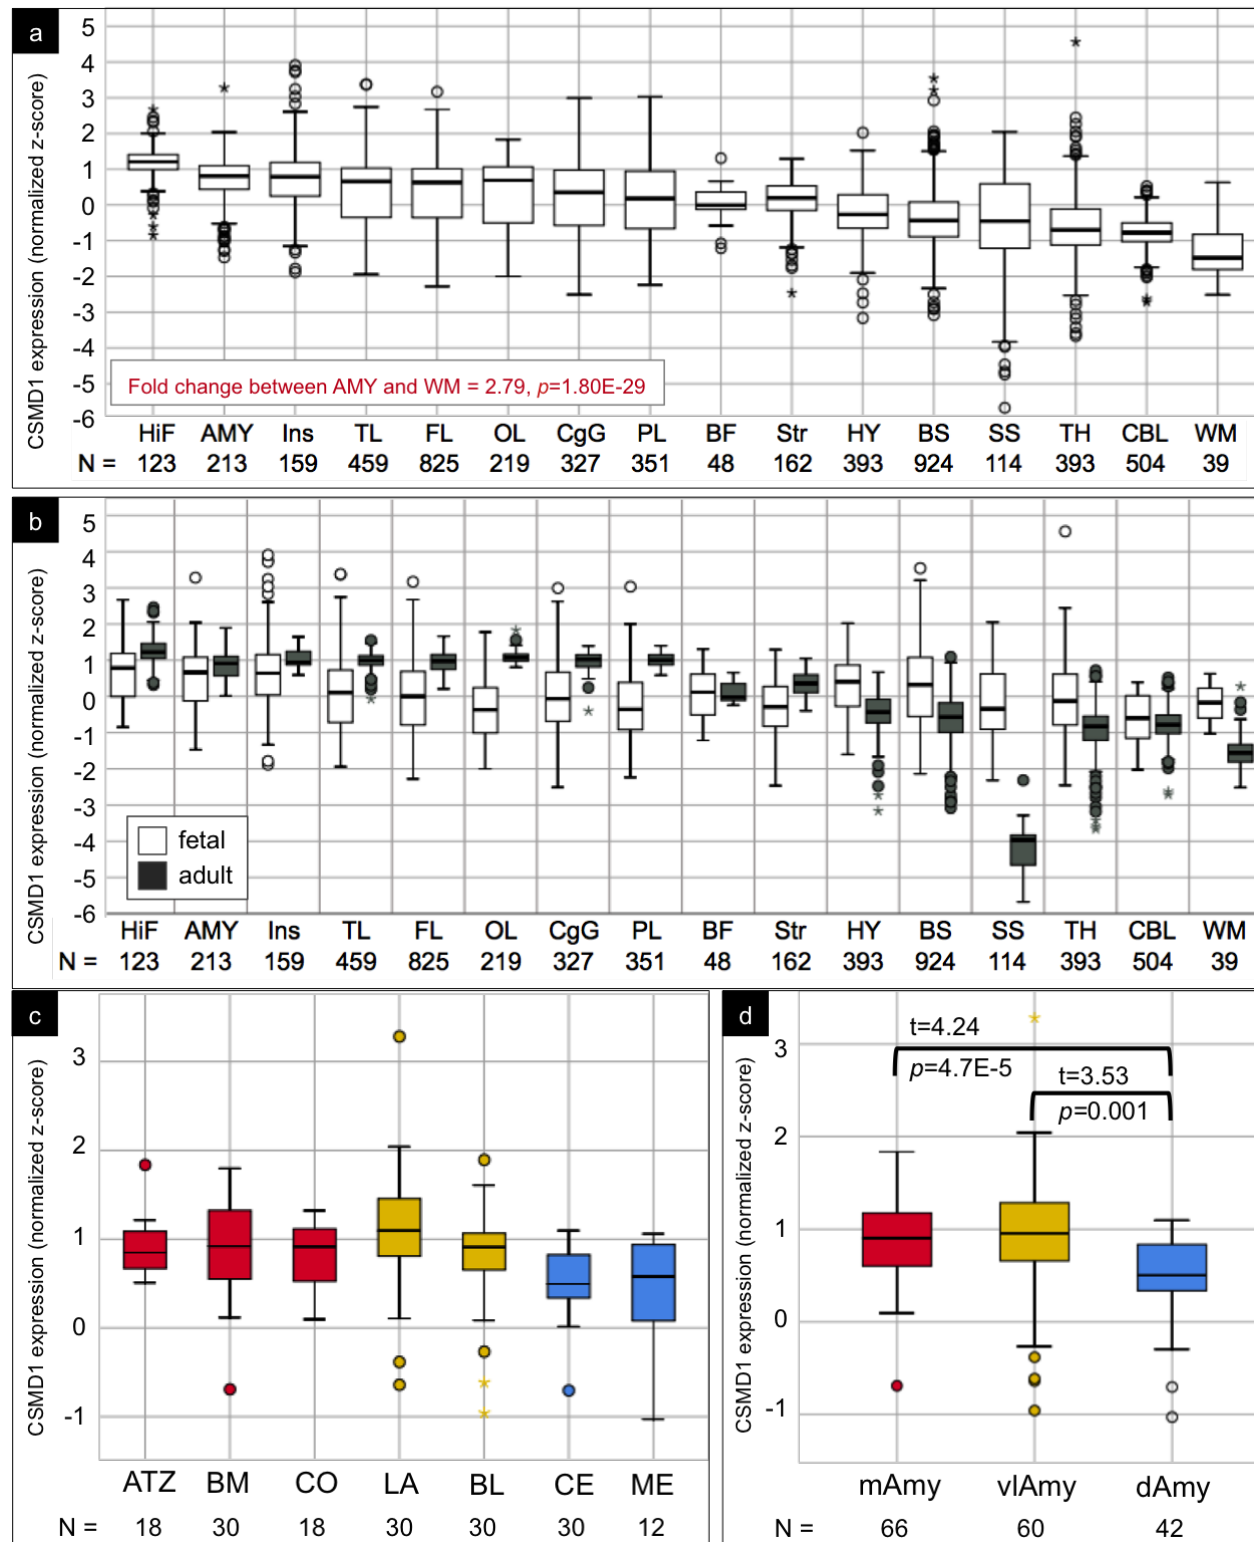 a
CSMD1 expression (normalized z-score)
5
4
3
2
1
0
-1
-2
-3
-4
-5
-6
Fold change between AMY and WM = 2.79, p=1.80E-29
HiF AMY Ins TL FL OL CgG PL BF Str HY BS SS TH CBL WM
N = 123 213 159 459 825 219 327 351 48 162 393 924 114 393 504 39
b
CSMD1 expression (normalized z-score)
5
4
3
2
1
0
-1
-2
-3
-4
-5
-6
fetal
adult
HiF AMY Ins TL FL OL CgG PL BF Str HY BS SS TH CBL WM
N = 123 213 159 459 825 219 327 351 48 162 393 924 114 393 504 39
c
CSMD1 expression (normalized z-score)
3
2
1
0
-1
ATZ BM CO LA BL CE ME
N = 18 30 18 30 30 30 12
d
CSMD1 expression (normalized z-score)
3
2
1
0
-1
t=4.24
p=4.7E-5
t=3.53
p=0.001
mAmy vlAmy dAmy
N = 66 60 42